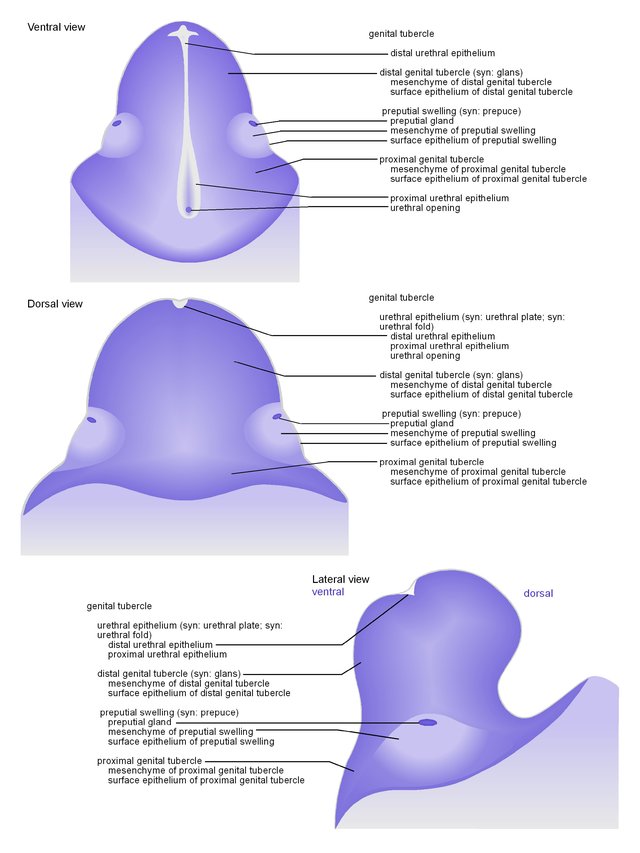 Ventral view
genital tubercle
distal urethral epithelium
distal genital tubercle (syn: glans)
mesenchyme of distal genital tubercle
surface epithelium of distal genital tubercle
preputial swelling (syn: prepuce)
preputial gland
mesenchyme of preputial swelling
surface epithelium of preputial swelling
proximal genital tubercle
mesenchyme of proximal genital tubercle
surface epithelium of proximal genital tubercle
proximal urethral epithelium
urethral opening
Dorsal view
genital tubercle
urethral epithelium (syn: urethral plate; syn:
urethral fold)
distal urethral epithelium
proximal urethral epithelium
urethral opening
distal genital tubercle (syn: glans)
mesenchyme of distal genital tubercle
surface epithelium of distal genital tubercle
preputial swelling (syn: prepuce)
preputial gland
mesenchyme of preputial swelling
surface epithelium of preputial swelling
proximal genital tubercle
mesenchyme of proximal genital tubercle
surface epithelium of proximal genital tubercle
Lateral view
ventral
dorsal
genital tubercle
urethral epithelium (syn: urethral plate; syn:
urethral fold)
distal urethral epithelium
proximal urethral epithelium
distal genital tubercle (syn: glans)
mesenchyme of distal genital tubercle
surface epithelium of distal genital tubercle
preputial swelling (syn: prepuce)
preputial gland
mesenchyme of preputial swelling
surface epithelium of preputial swelling
proximal genital tubercle
mesenchyme of proximal genital tubercle
surface epithelium of proximal genital tubercle